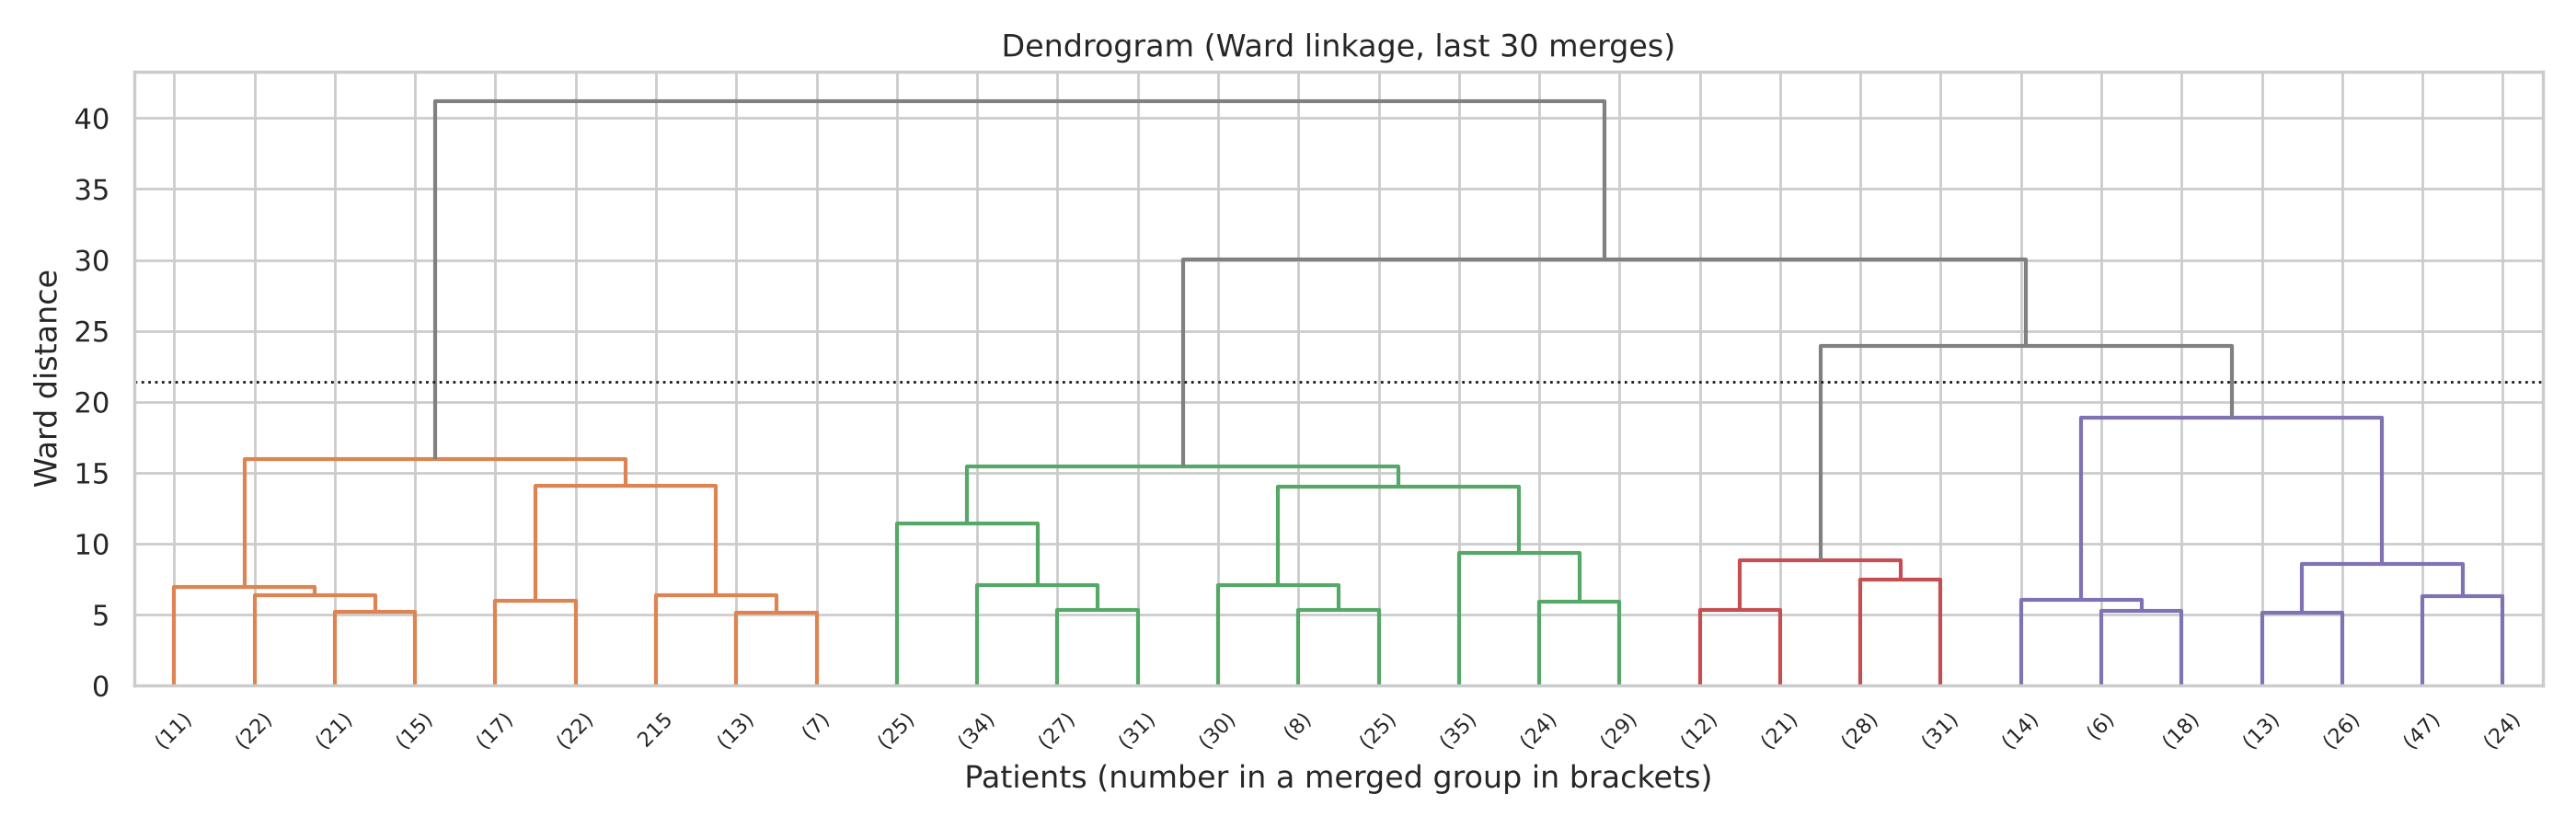 Dendrogram (Ward linkage, last 30 merges)
40
35
30
25
20
15
10
5
0
Ward distance
(11) (22) (21) (15) (17) (22) 215 (13) (7) (25) (34) (27) (31) (30) (8) (25) (35) (24) (29) (12) (21) (28) (31) (14) (6) (18) (13) (26) (47) (24)
Patients (number in a merged group in brackets)